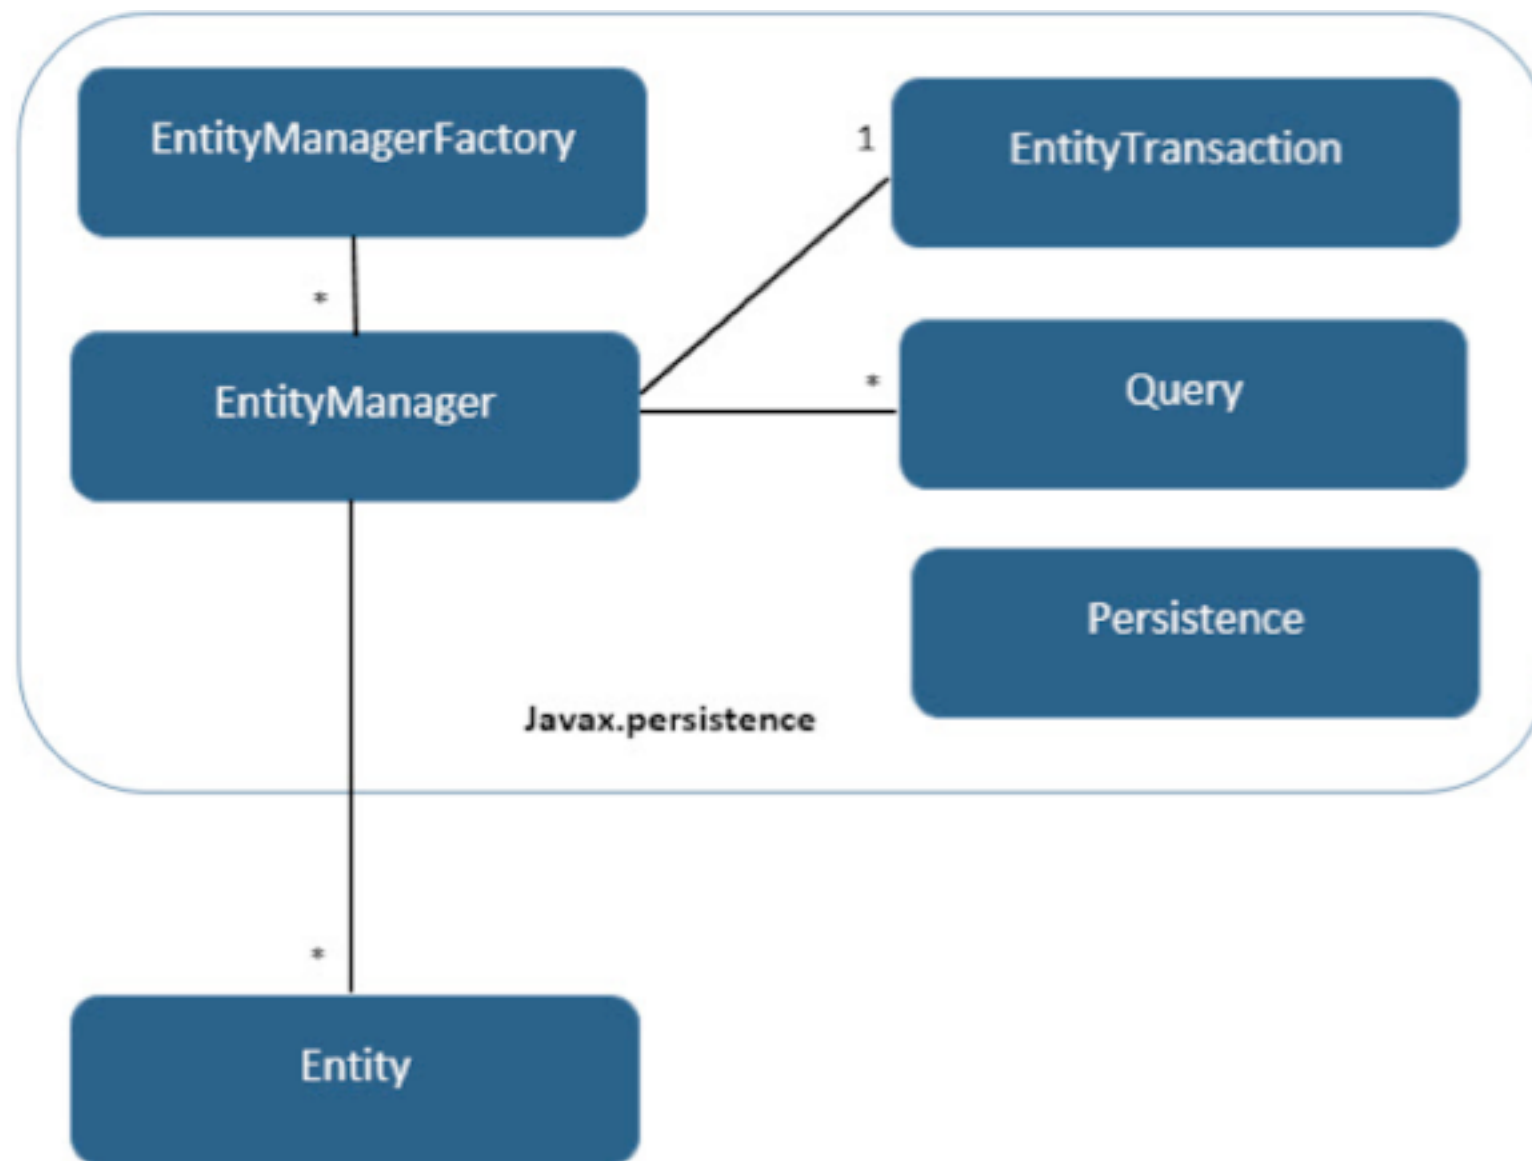 EntityManagerFactory
1
EntityTransaction
*
EntityManager
*
Query
Persistence
Javax.persistence
*
Entity